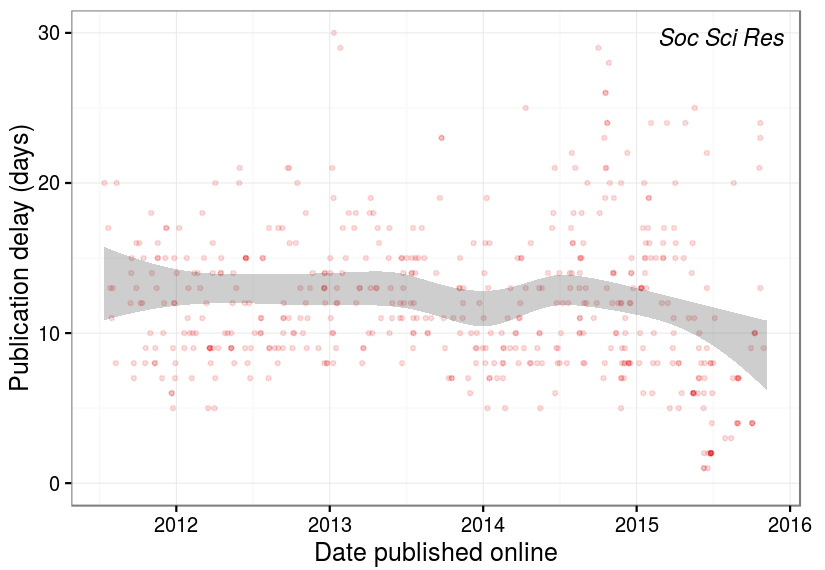 Soc Sci Res
Publication delay (days)
30
20
10
0
2012 2013 2014 2015 2016
Date published online